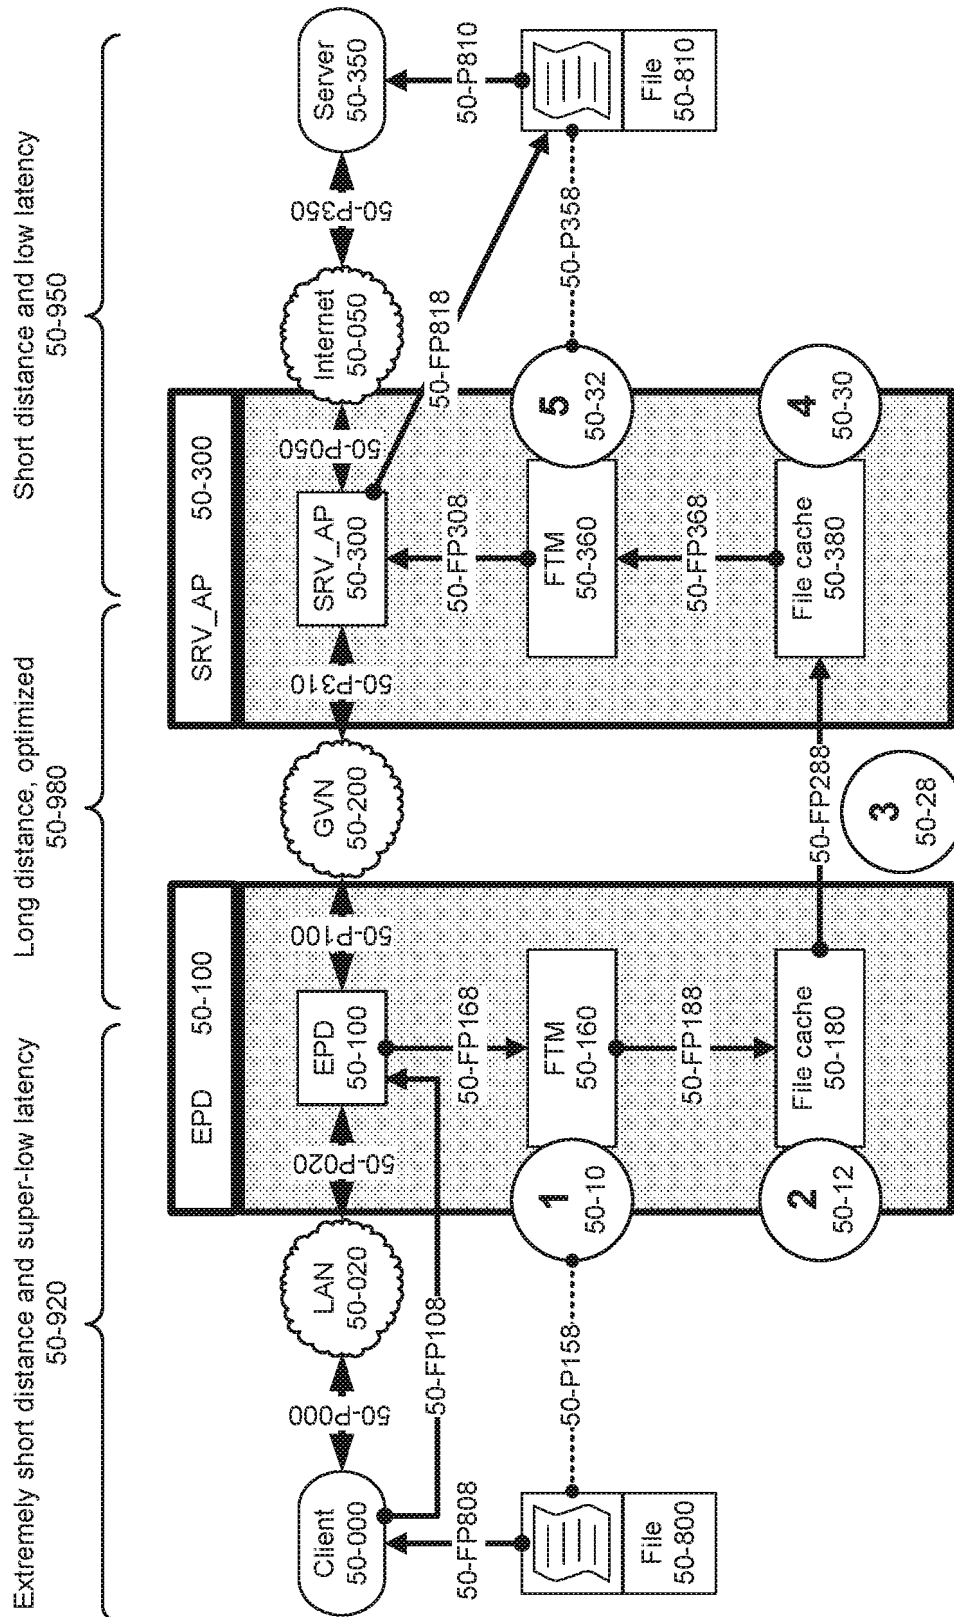 Extremely short distance and super-low latency
50-920
Long distance, optimized
50-980
Short distance and low latency
50-950
EPD 50-100
SRV_AP 50-300
Client
50-000
50-P000
LAN
50-020
50-P020
EPD
50-100
50-P100
GVN
50-200
50-P310
SRV_AP
50-300
50-P050
Internet
50-050
50-P350
Server
50-350
50-FP808
50-FP108
50-FP168
50-FP308
50-FP818
50-P810
File
50-800
50-P158
1
50-10
FTM
50-160
FTM
50-360
5
50-32
50-P358
File
50-810
50-FP188
50-FP368
2
50-12
File cache
50-180
50-FP288
3
50-28
File cache
50-380
4
50-30